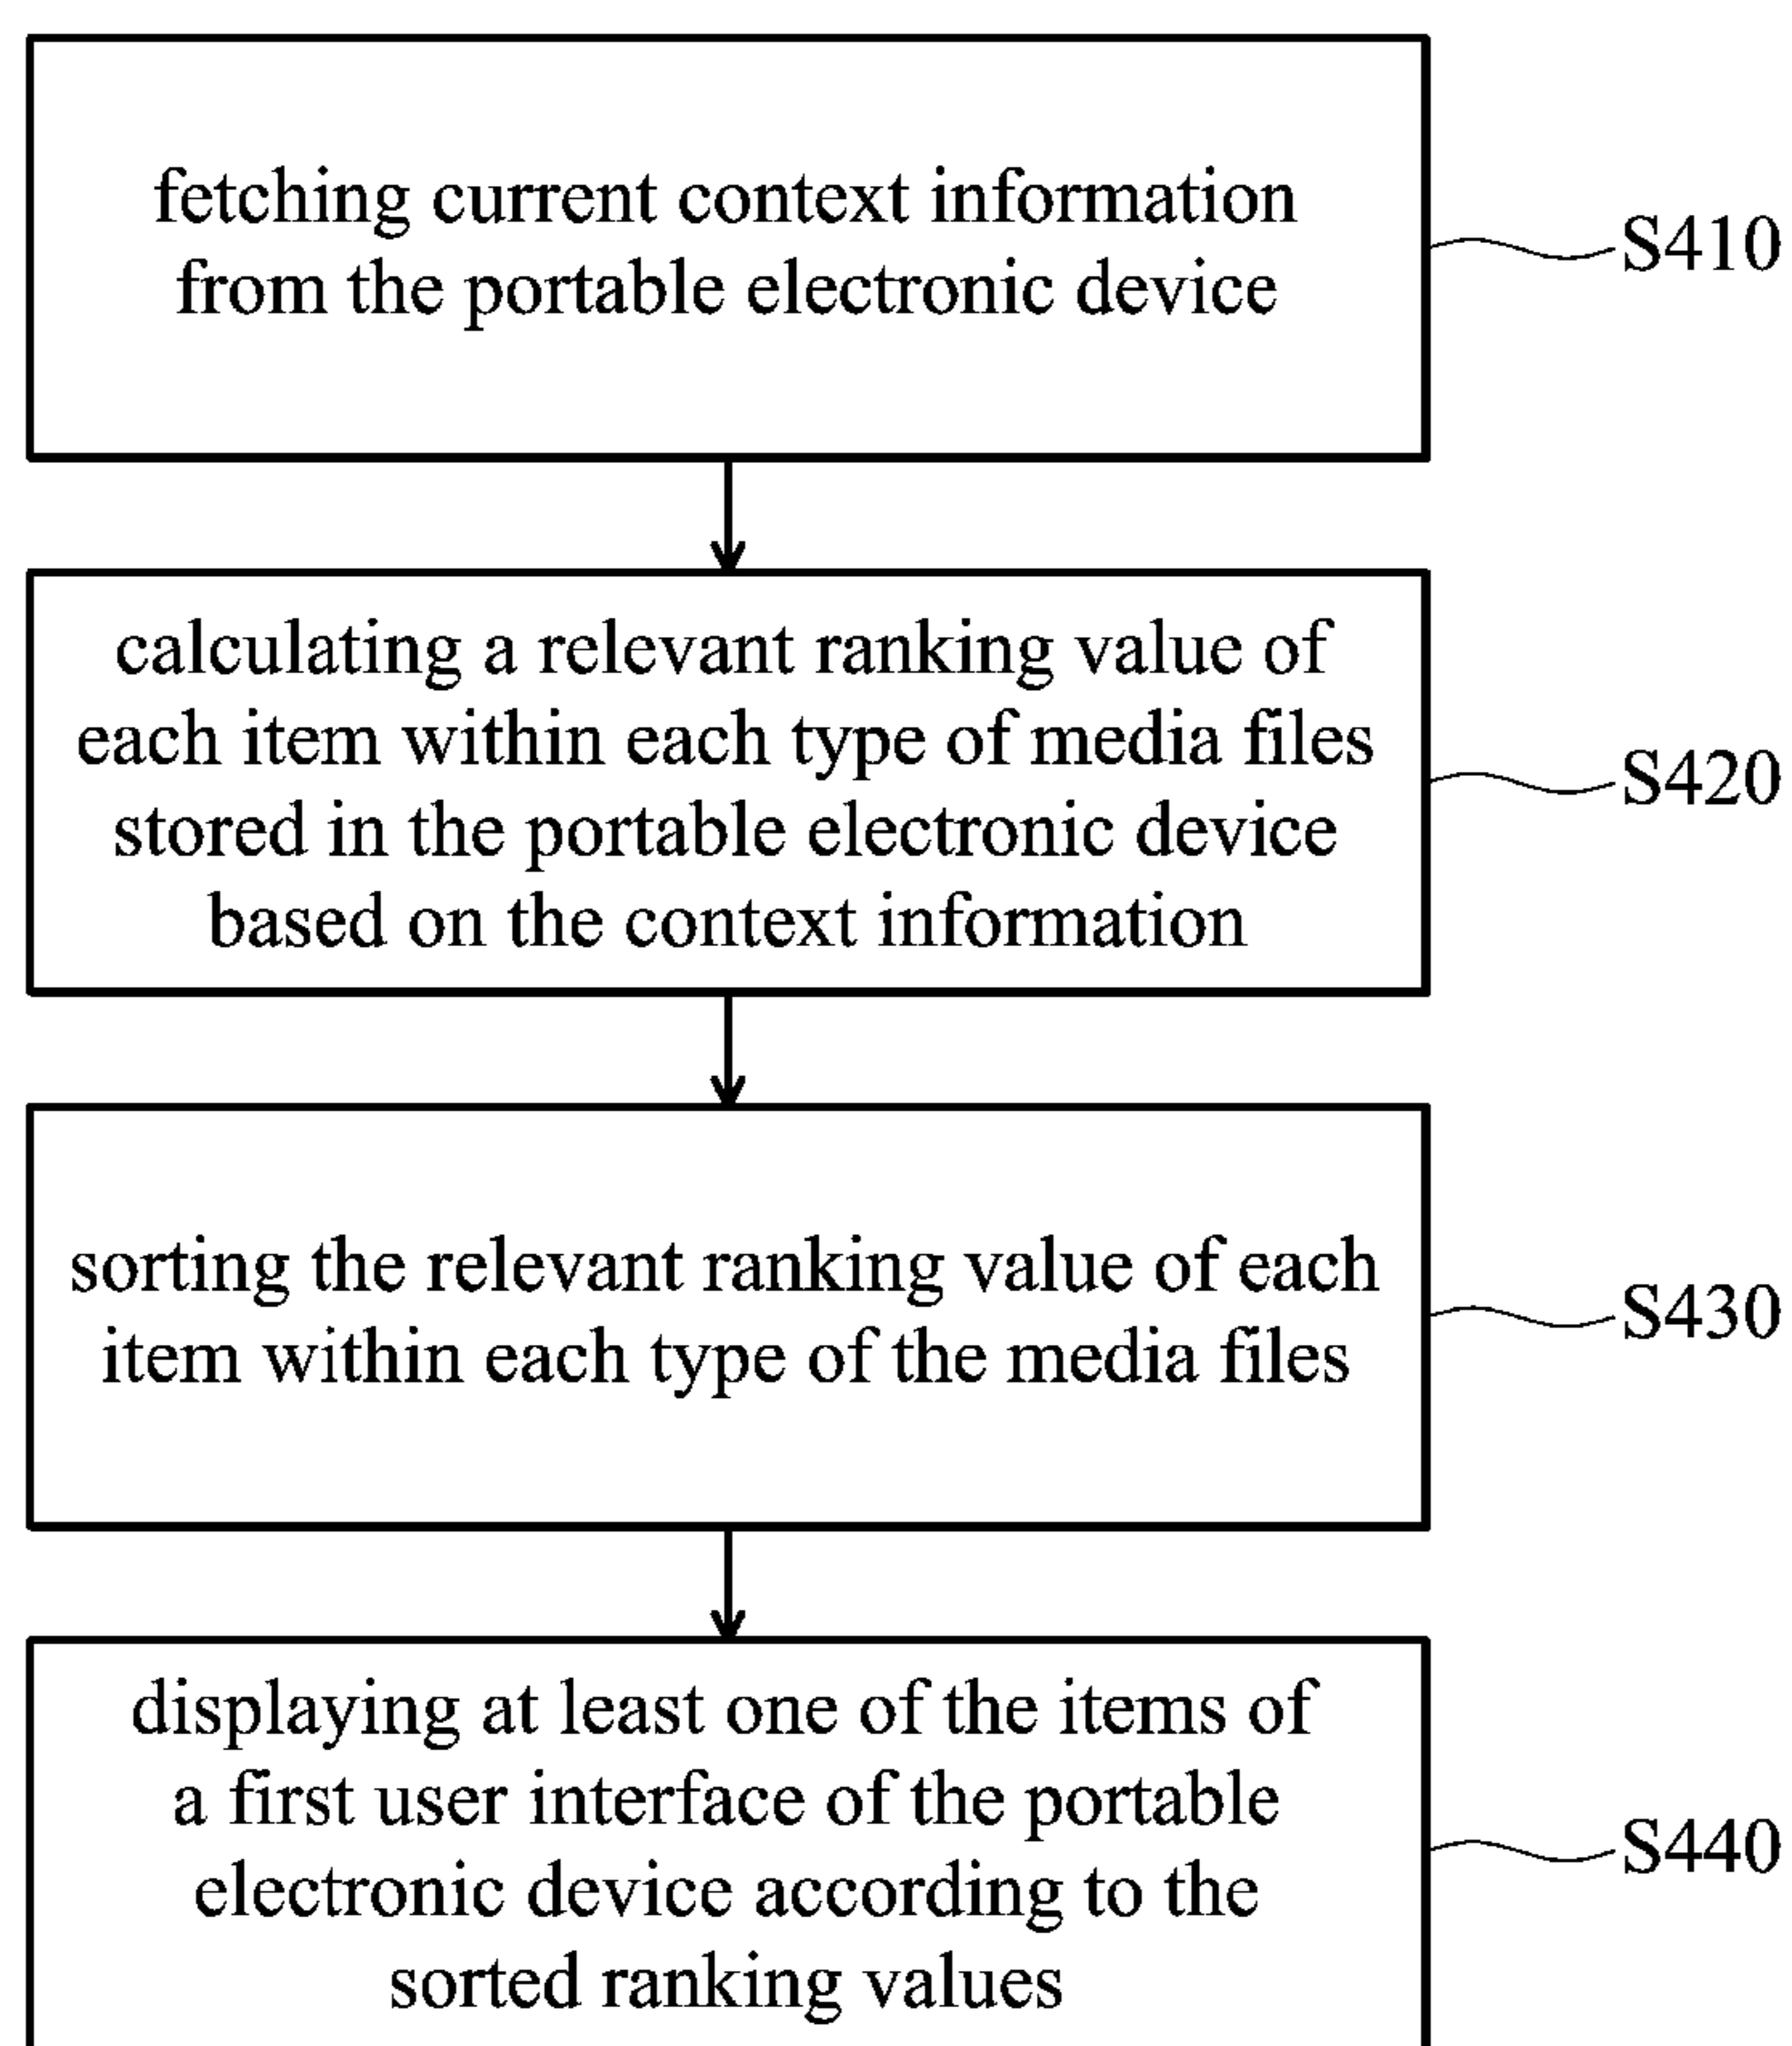 fetching current context information
from the portable electronic device
S410
calculating a relevant ranking value of
each item within each type of media files
stored in the portable electronic device
based on the context information
S420
sorting the relevant ranking value of each
item within each type of the media files
S430
displaying at least one of the items of
a first user interface of the portable
electronic device according to the
sorted ranking values
S440